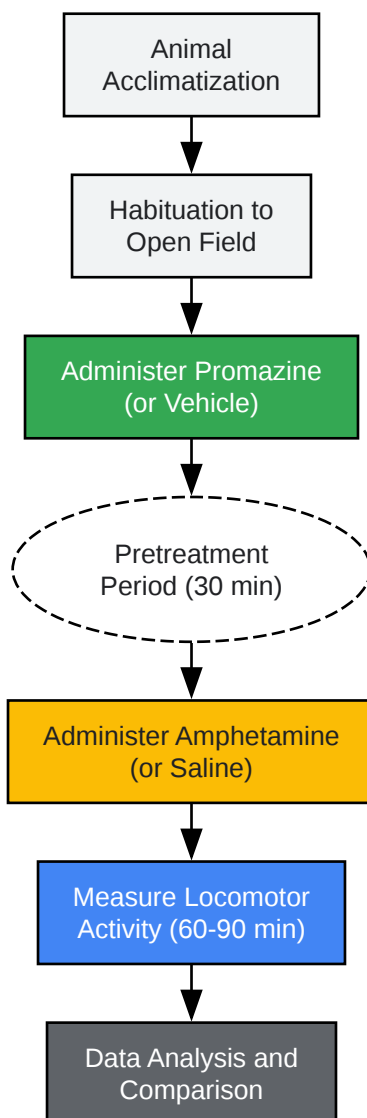 Animal
Acclimatization
Habituation to
Open Field
Administer Promazine
(or Vehicle)
Pretreatment
Period (30 min)
Administer Amphetamine
(or Saline)
Measure Locomotor
Activity (60-90 min)
Data Analysis and
Comparison